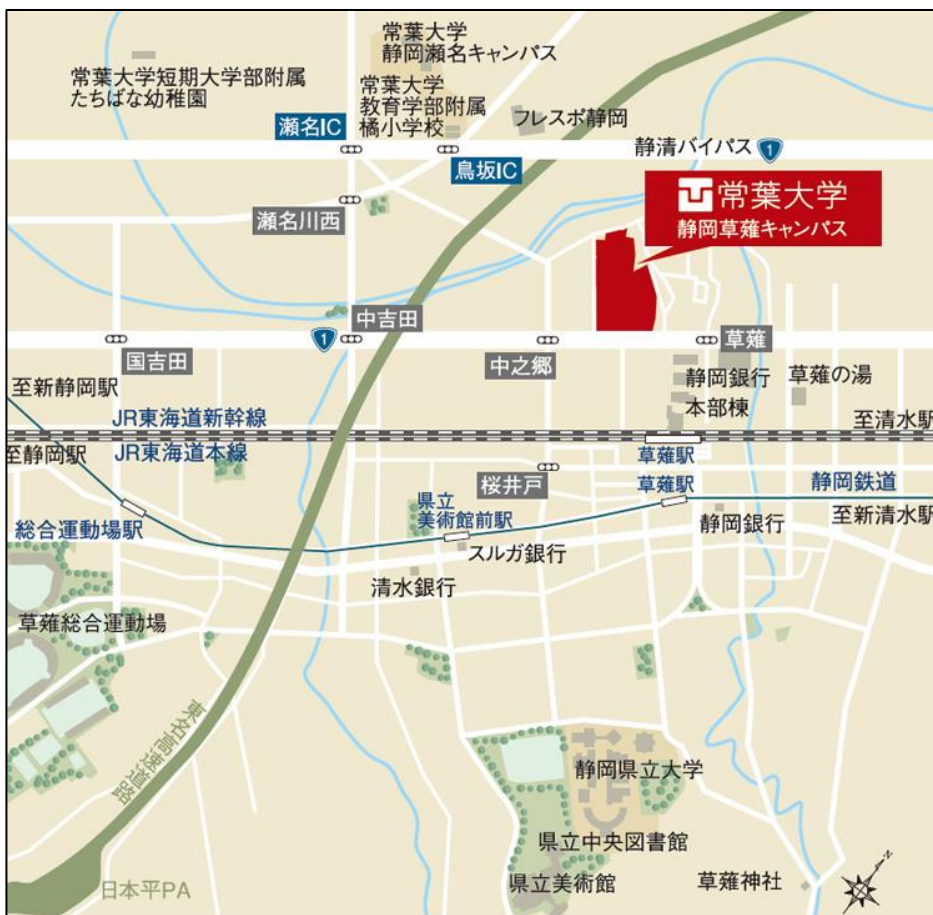 常葉大学
静岡瀬名キャンパス
常葉大学短期大学部附属
たちばな幼稚園
常葉大学
教育学部附属
橘小学校
フレスポ静岡
瀬名IC
鳥坂IC
静清バイパス
1
常葉大学
静岡草薙キャンパス
瀬名川西
中吉田
1
国吉田
中之郷
草薙
静岡銀行
本部棟
草薙の湯
至新静岡駅
JR東海道新幹線
至清水駅
至静岡駅
JR東海道本線
草薙駅
桜井戸
草薙駅
静岡鉄道
県立
美術館前駅
総合運動場駅
静岡銀行
至新清水駅
スルガ銀行
清水銀行
草薙総合運動場
東名高速道路
静岡県立大学
県立中央図書館
県立美術館
草薙神社
日本平PA
N